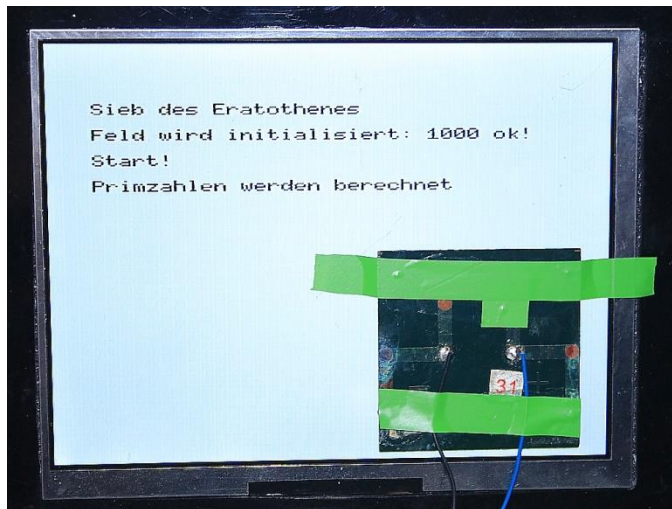 Sieb des Eratothenes
Feld wird initialisiert: 1000 ok!
Start!
Primzahlen werden berechnet
31